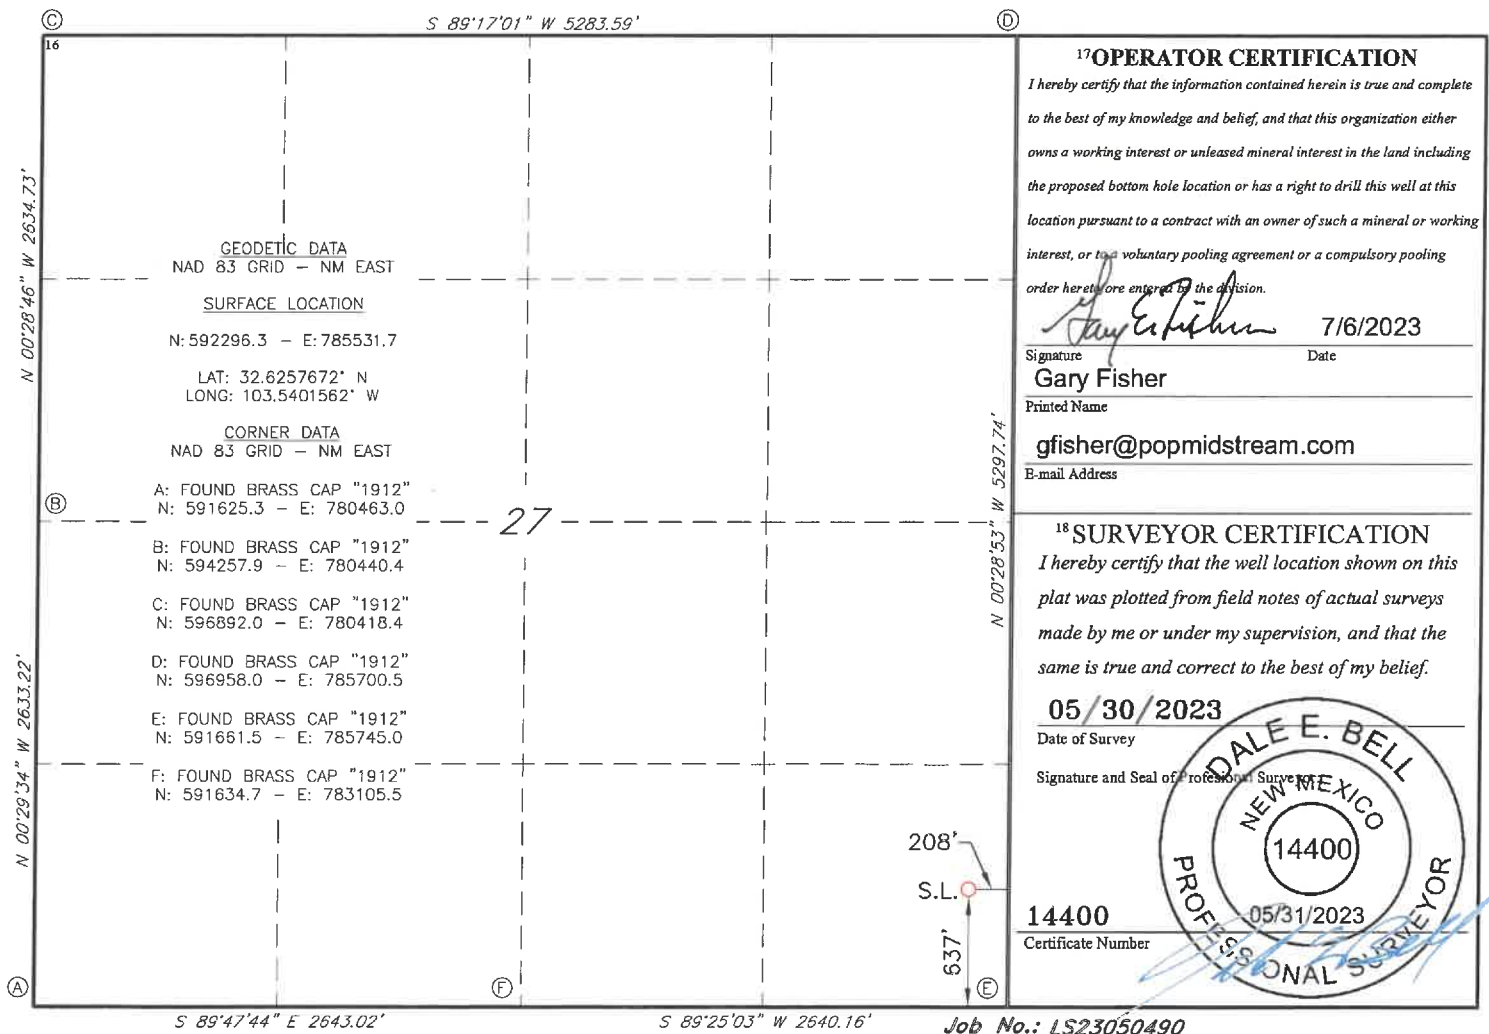 C
S 89°17'01" W 5283.59'
D
16
N 00°28'46" W 2634.73'
GEODETIC DATA
NAD 83 GRID – NM EAST
SURFACE LOCATION
N: 592296.3 – E: 785531.7
LAT: 32.6257672° N
LONG: 103.5401562° W
CORNER DATA
NAD 83 GRID – NM EAST
A: FOUND BRASS CAP "1912"
N: 591625.3 – E: 780463.0
B
B: FOUND BRASS CAP "1912"
N: 594257.9 – E: 780440.4
C: FOUND BRASS CAP "1912"
N: 596892.0 – E: 780418.4
D: FOUND BRASS CAP "1912"
N: 596958.0 – E: 785700.5
E: FOUND BRASS CAP "1912"
N: 591661.5 – E: 785745.0
F: FOUND BRASS CAP "1912"
N: 591634.7 – E: 783105.5
27
N 00°28'53" W 5297.74'
N 00°29'34" W 2633.22'
208'
S.L.
637'
A
F
E
S 89°47'44" E 2643.02'
S 89°25'03" W 2640.16'
Job No.: LS23050490
17 OPERATOR CERTIFICATION
I hereby certify that the information contained herein is true and complete
to the best of my knowledge and belief, and that this organization either
owns a working interest or unleased mineral interest in the land including
the proposed bottom hole location or has a right to drill this well at this
location pursuant to a contract with an owner of such a mineral or working
interest, or to a voluntary pooling agreement or a compulsory pooling
order heretofore entered by the division.
Gary E Fisher
7/6/2023
Signature
Date
Gary Fisher
Printed Name
gfisher@popmidstream.com
E-mail Address
18 SURVEYOR CERTIFICATION
I hereby certify that the well location shown on this
plat was plotted from field notes of actual surveys
made by me or under my supervision, and that the
same is true and correct to the best of my belief.
05/30/2023
Date of Survey
Signature and Seal of Profesional Surveyor:
DALE E. BELL
NEW MEXICO
14400
05/31/2023
PROFESSIONAL SURVEYOR
14400
Certificate Number